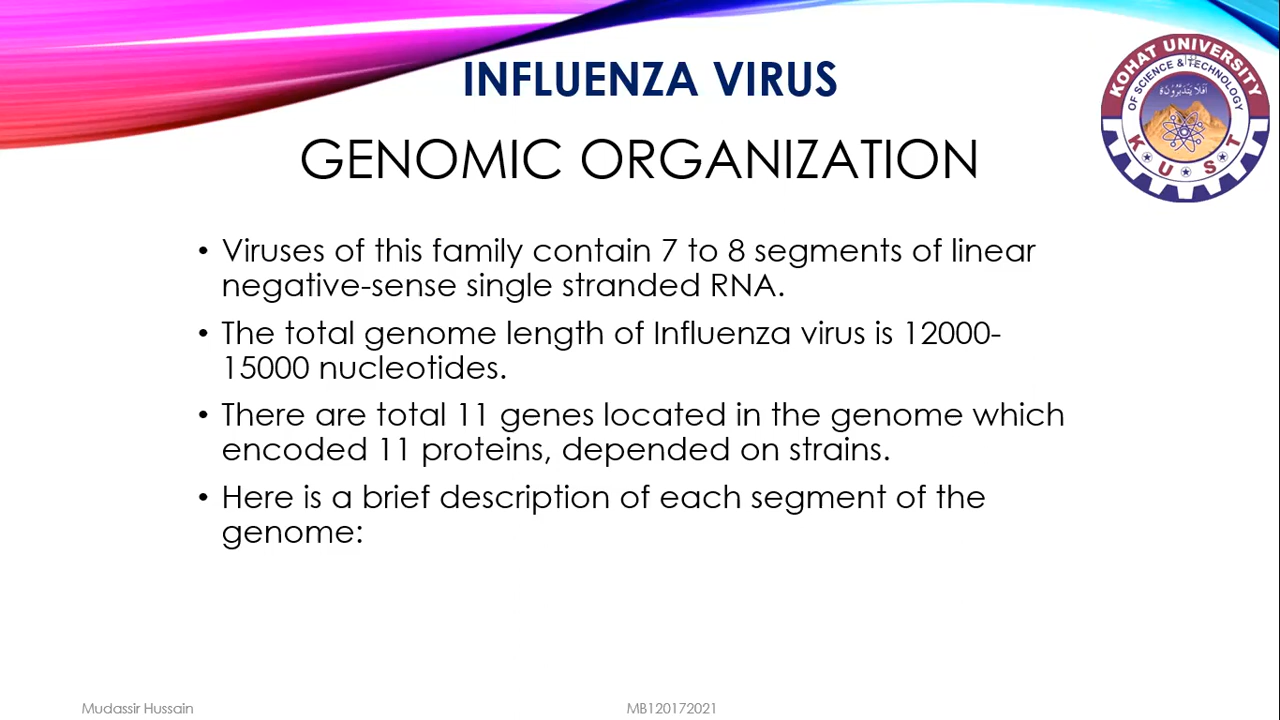 INFLUENZA VIRUS
GENOMIC ORGANIZATION
KOHAT UNIVERSITY
OF SCIENCE & TECHNOLOGY
افلا يتدبرون
K U S T
• Viruses of this family contain 7 to 8 segments of linear
negative-sense single stranded RNA.
• The total genome length of Influenza virus is 12000-
15000 nucleotides.
• There are total 11 genes located in the genome which
encoded 11 proteins, depended on strains.
• Here is a brief description of each segment of the
genome:
Mudassir Hussain
MB120172021